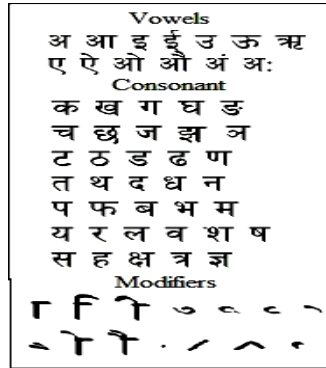 Vowels
अ आ इ ई उ ऊ ऋ
ए ऐ ओ औ अं अः
Consonant
क ख ग घ ङ
च छ ज झ ञ
ट ठ ड ढ ण
त थ द ध न
प फ ब भ म
य र ल व श ष
स ह क्ष त्र ज्ञ
Modifiers